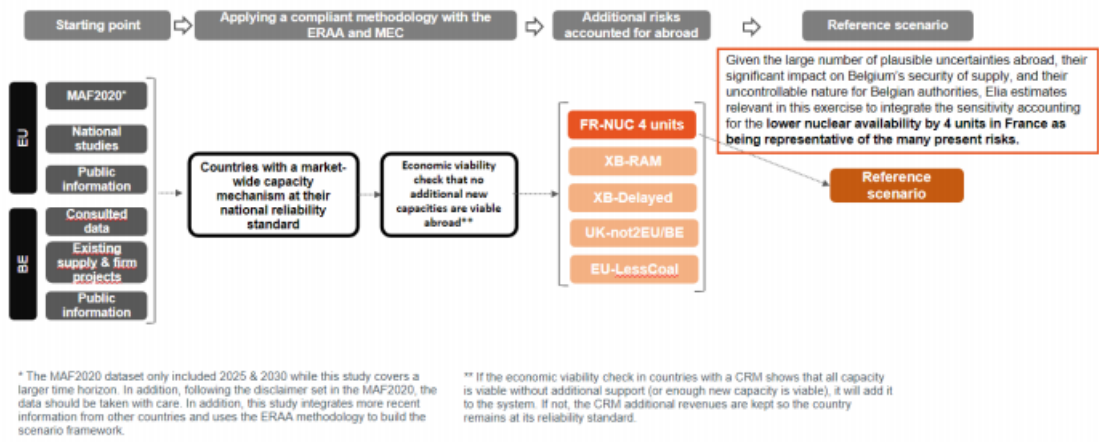 Starting point
Applying a compliant methodology with the
ERAA and MEC
Additional risks
accounted for abroad
Reference scenario
EU
MAF2020*
National
studies
Public
information
BE
Consulted
data
Existing
supply & firm
projects
Public
information
Countries with a market-
wide capacity
mechanism at their
national reliability
standard
Economic viability
check that no
additional new
capacities are viable
abroad**
FR-NUC 4 units
XB-RAM
XB-Delayed
UK-not2EU/BE
EU-LessCoal
Given the large number of plausible uncertainties abroad, their
significant impact on Belgium's security of supply, and their
uncontrollable nature for Belgian authorities, Elia estimates
relevant in this exercise to integrate the sensitivity accounting
for the lower nuclear availability by 4 units in France as
being representative of the many present risks.
Reference
scenario
* The MAF2020 dataset only included 2025 & 2030 while this study covers a
larger time horizon. In addition, following the disclaimer set in the MAF2020, the
data should be taken with care. In addition, this study integrates more recent
information from other countries and uses the ERAA methodology to build the
scenario framework.
** If the economic viability check in countries with a CRM shows that all capacity
is viable without additional support (or enough new capacity is viable), it will add it
to the system. If not, the CRM additional revenues are kept so the country
remains at its reliability standard.